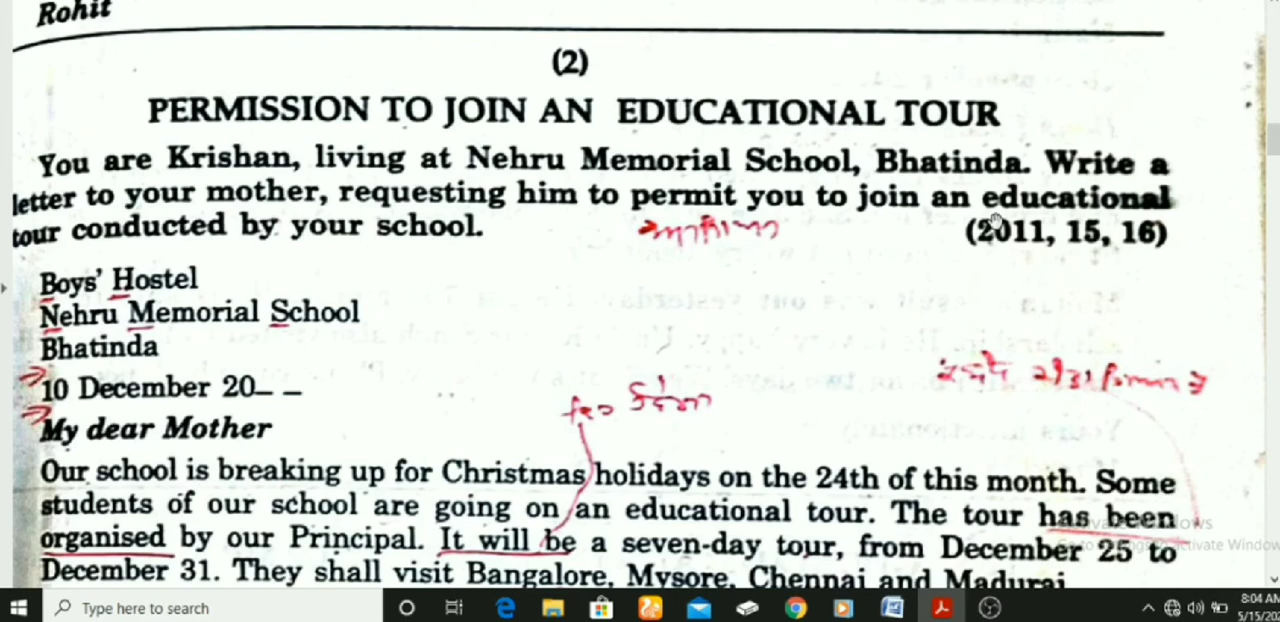 Rohit
(2)
PERMISSION TO JOIN AN EDUCATIONAL TOUR
You are Krishan, living at Nehru Memorial School, Bhatinda. Write a
letter to your mother, requesting him to permit you to join an educational
tour conducted by your school.
(2011, 15, 16)
Boys' Hostel
Nehru Memorial School
Bhatinda
10 December 20– –
My dear Mother
Our school is breaking up for Christmas holidays on the 24th of this month. Some
students of our school are going on an educational tour. The tour has been
organised by our Principal. It will be a seven-day tour, from December 25 to
December 31. They shall visit Bangalore, Mysore, Chennai and Madurai
Type here to search
8:04 AM
5/15/202